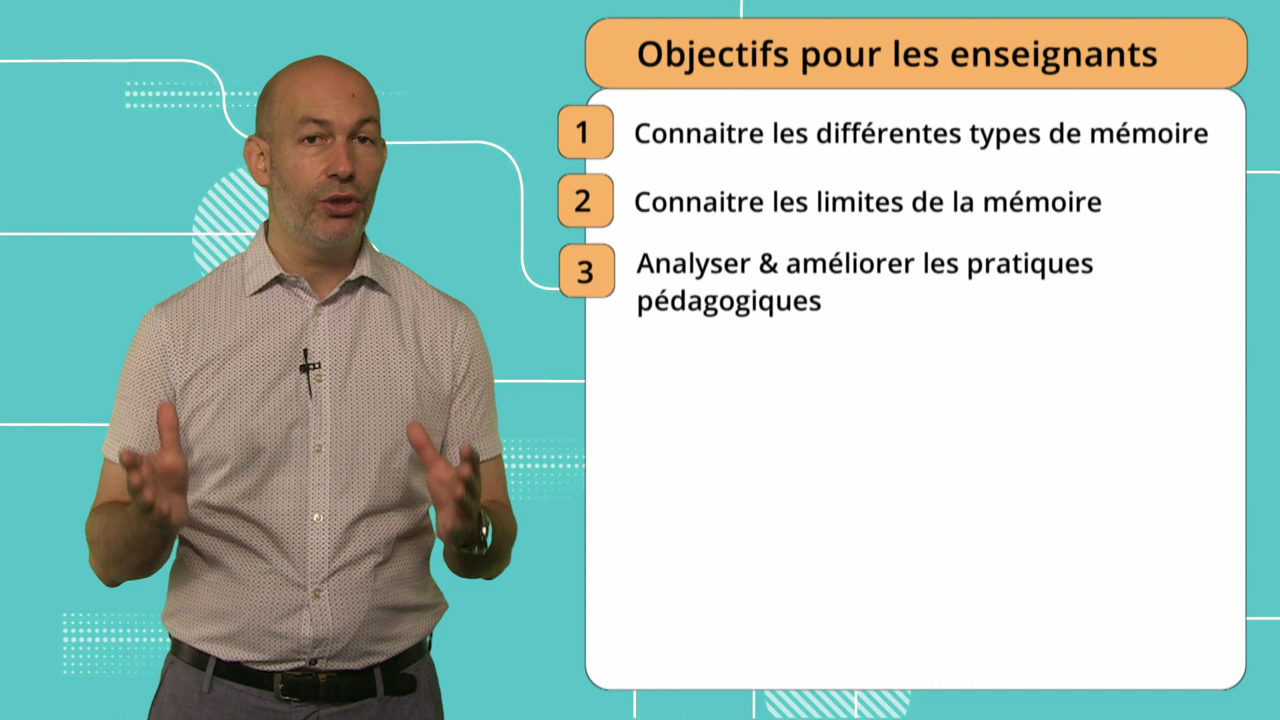 Objectifs pour les enseignants
1 Connaitre les différentes types de mémoire
2 Connaitre les limites de la mémoire
3 Analyser & améliorer les pratiques
pédagogiques